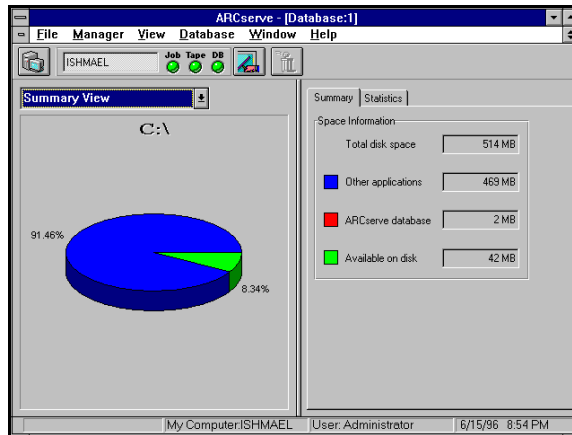 ARCserve - [Database:1]
File Manager View Database Window Help
ISHMAEL
Job Tape DB
Summary View
C:\
91.46%
8.34%
Summary Statistics
Space Information
Total disk space 514 MB
Other applications 469 MB
ARCserve database 2 MB
Available on disk 42 MB
My Computer:ISHMAEL User: Administrator 6/15/96 8:54 PM